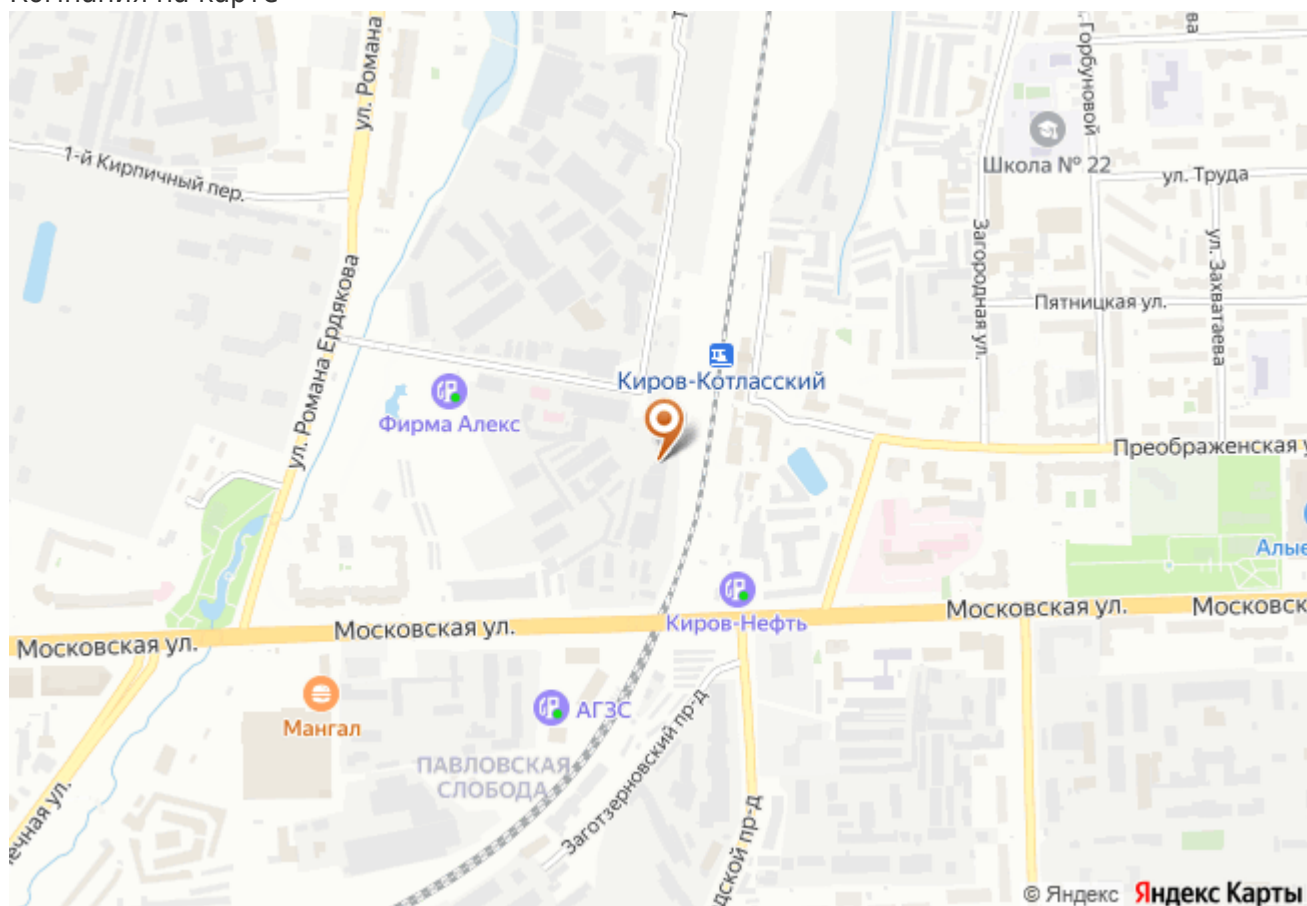 ул. Романа
Горбуновой
1-й Кирпичный пер.
Школа № 22
ул. Труда
Загородная ул.
ул. Захватаева
Пятницкая ул.
ул. Романа Ердякова
Киров-Котласский
Фирма Алекс
Преображенская у
Алые
Киров-Нефть
Московская ул.
Московская ул.
Московская ул.
Московск
Мангал
АГЗС
ПАВЛОВСКАЯ
СЛОБОДА
Заготзерновский пр-д
ечная ул.
дской пр-д
© Яндекс Яндекс Карты